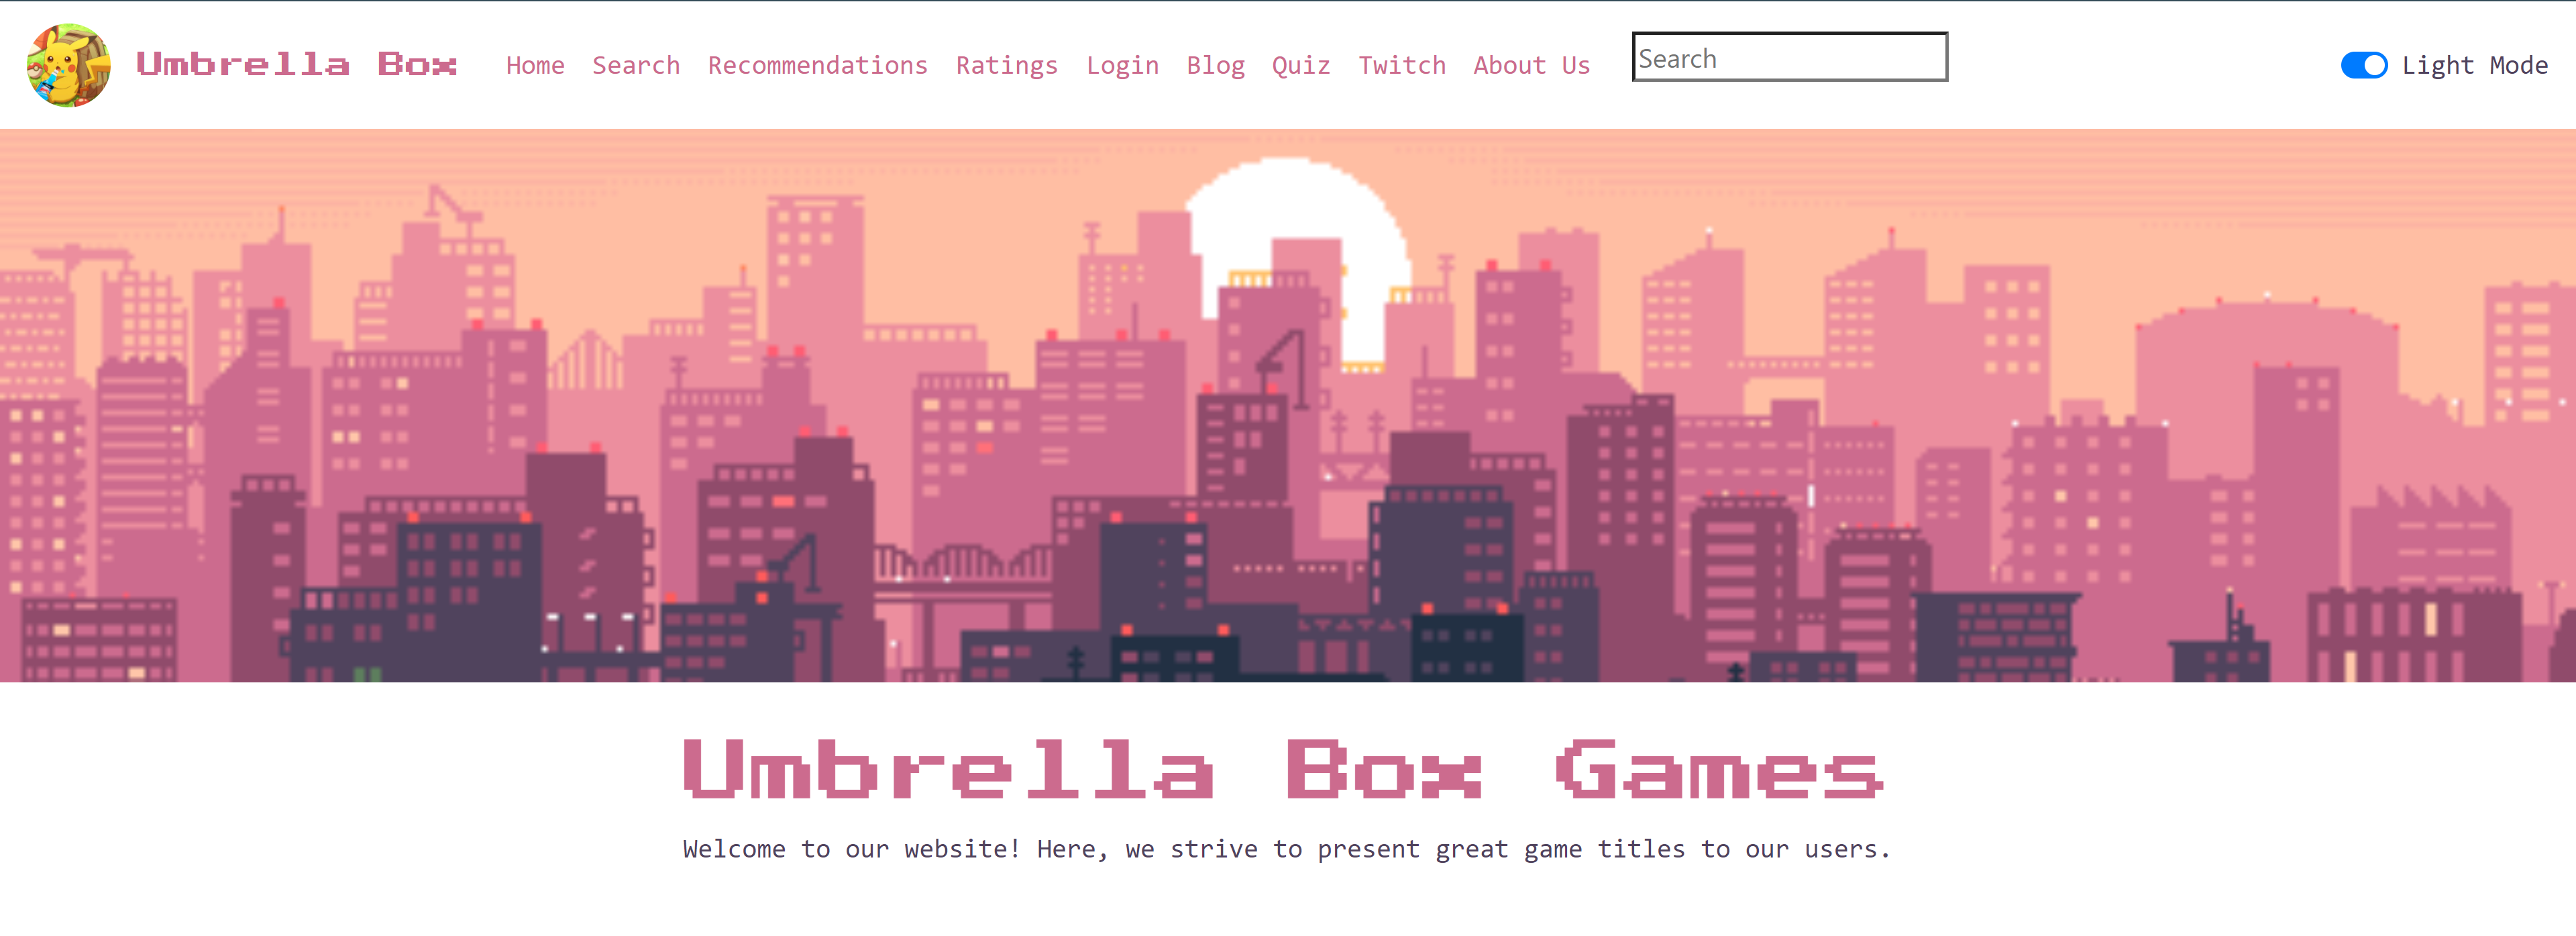 Umbrella Box Home Search Recommendations Ratings Login Blog Quiz Twitch About Us Search Light Mode
Umbrella Box Games
Welcome to our website! Here, we strive to present great game titles to our users.